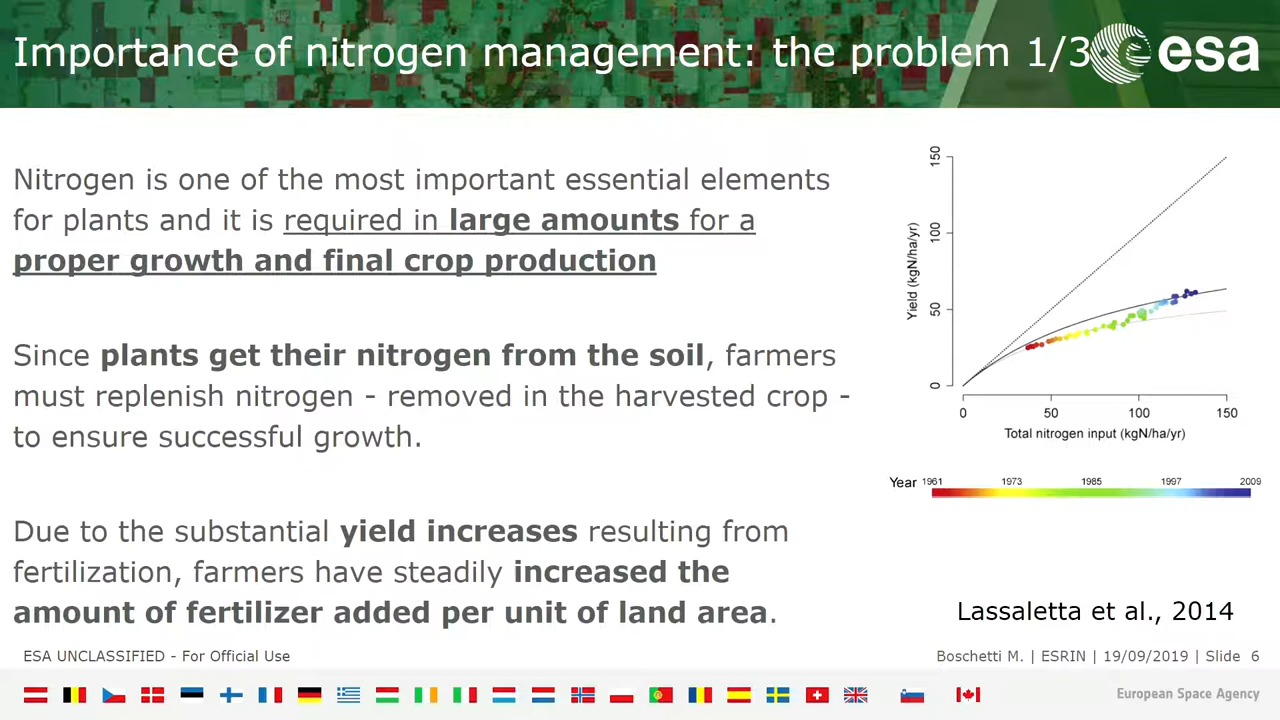 Importance of nitrogen management: the problem 1/3
esa
Nitrogen is one of the most important essential elements
for plants and it is required in large amounts for a
proper growth and final crop production
Since plants get their nitrogen from the soil, farmers
must replenish nitrogen - removed in the harvested crop -
to ensure successful growth.
Due to the substantial yield increases resulting from
fertilization, farmers have steadily increased the
amount of fertilizer added per unit of land area.
Yield (kgN/ha/yr)
150
100
50
0
0 50 100 150
Total nitrogen input (kgN/ha/yr)
Year 1961 1973 1985 1997 2009
Lassaletta et al., 2014
ESA UNCLASSIFIED - For Official Use
Boschetti M. | ESRIN | 19/09/2019 | Slide 6
European Space Agency